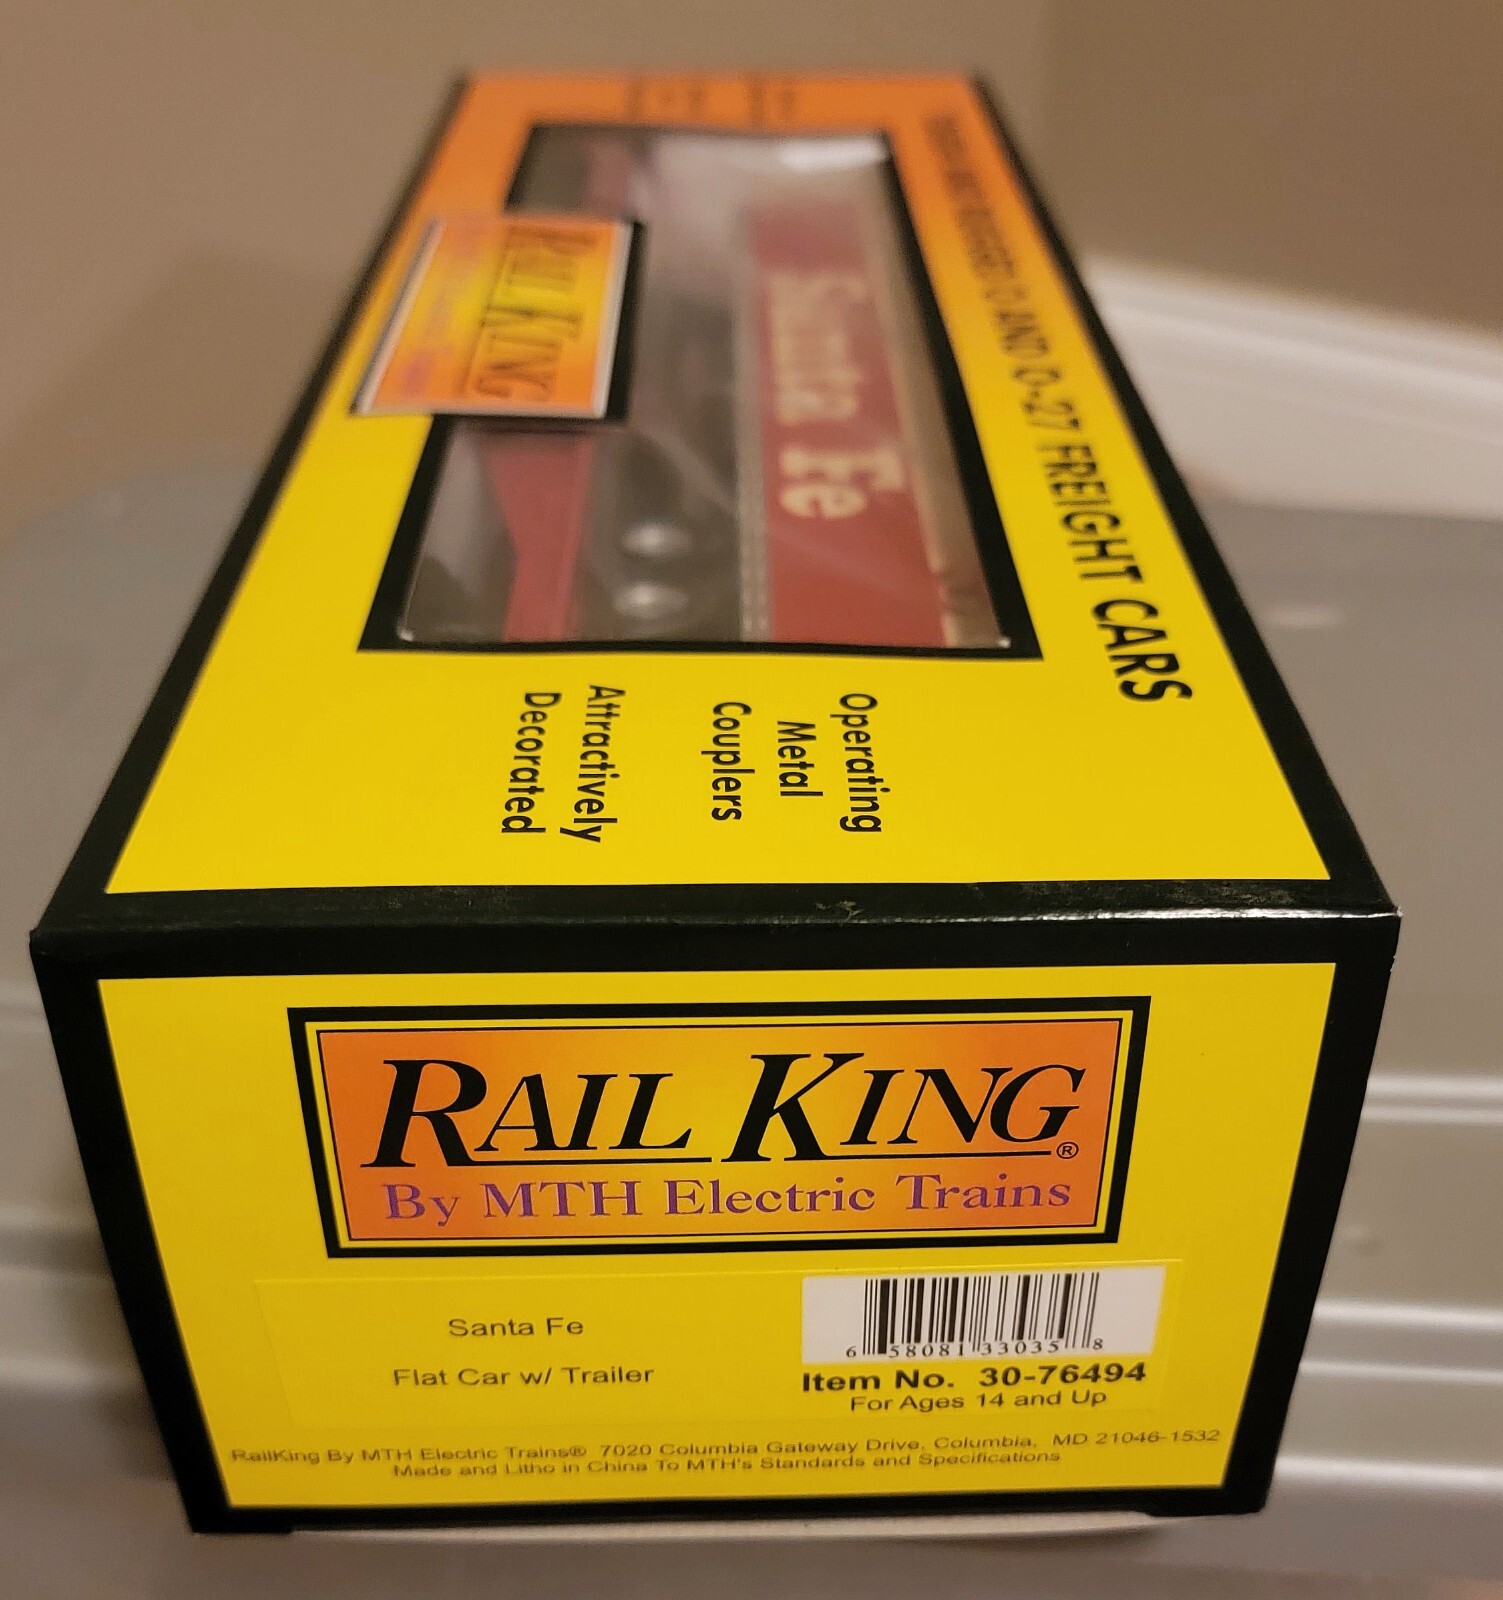 O AND O-27 FREIGHT CARS
Santa Fe
RAIL KING
Operating
Metal
Couplers
Attractively
Decorated
RAIL KING®
By MTH Electric Trains
Santa Fe
Flat Car w/ Trailer
6 58081 33035 8
Item No. 30-76494
For Ages 14 and Up
RailKing By MTH Electric Trains® 7020 Columbia Gateway Drive, Columbia, MD 21046-1532
Made and Litho in China To MTH's Standards and Specifications